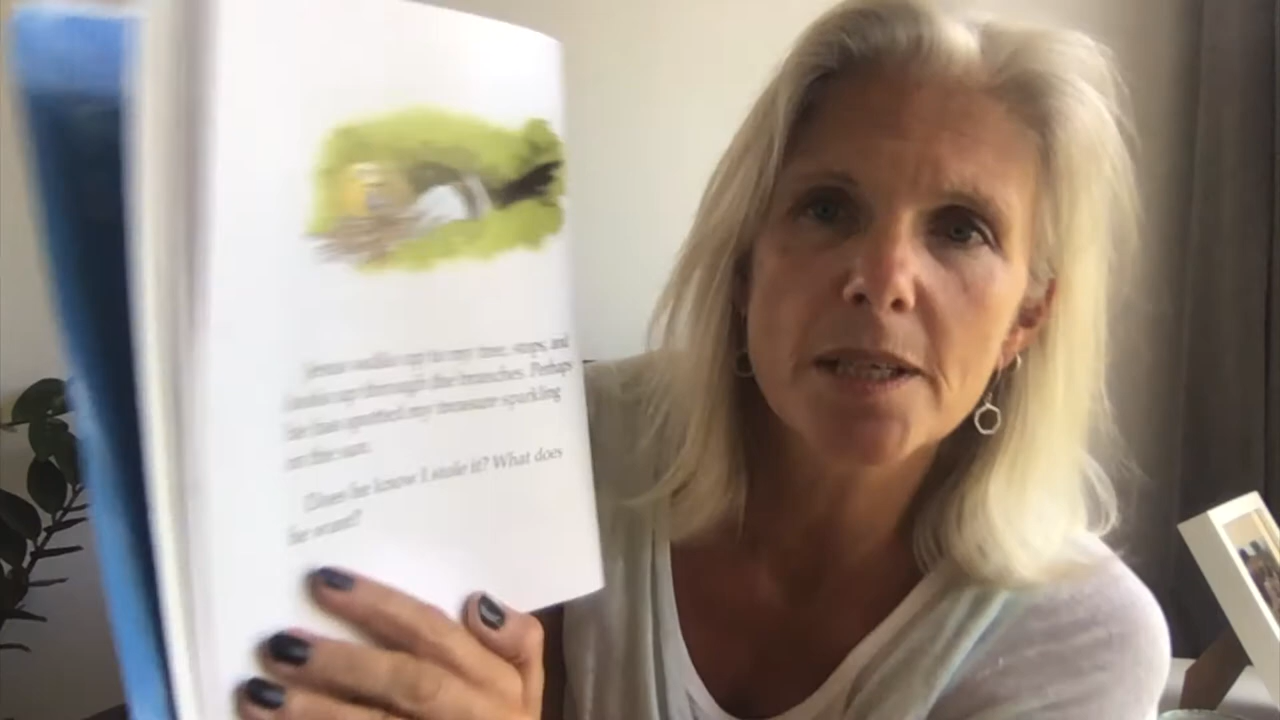 Jesus walks up to my tree, stops, and
looks up through the branches. Perhaps
he has spotted my treasure sparkling
in the sun.
Does he know I stole it? What does
he want?